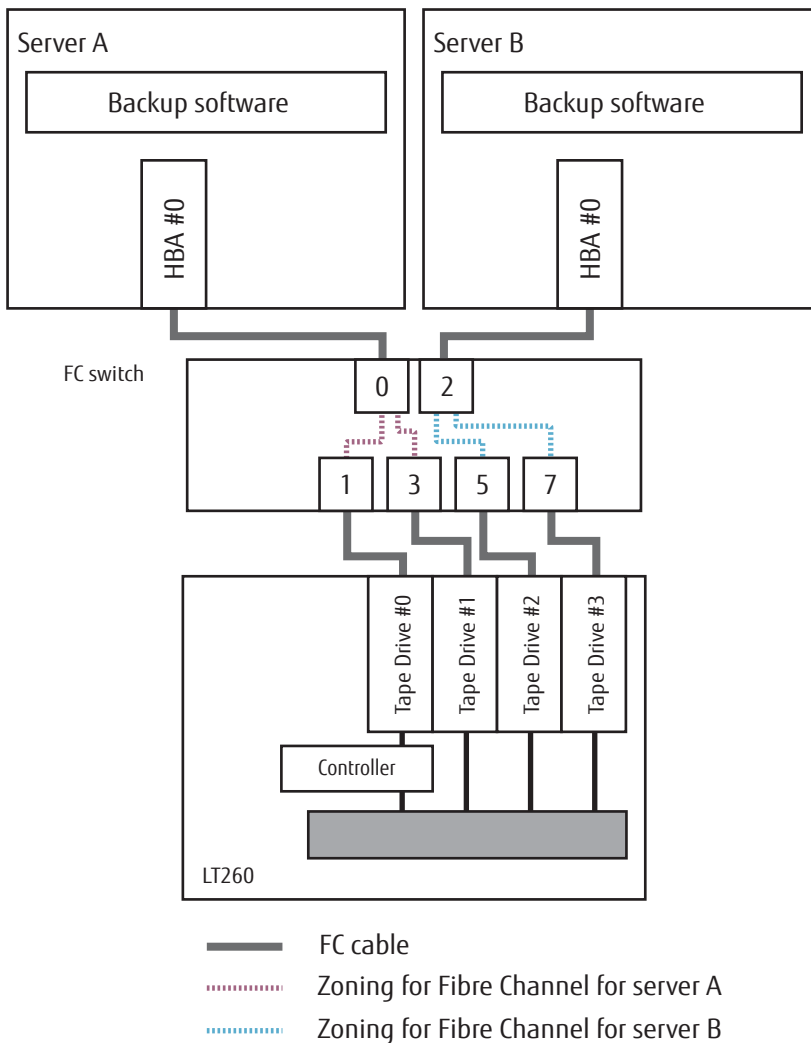 Server A
Server B
Backup software
Backup software
HBA #0
HBA #0
FC switch
0
2
1
3
5
7
Tape Drive #0
Tape Drive #1
Tape Drive #2
Tape Drive #3
Controller
LT260
FC cable
Zoning for Fibre Channel for server A
Zoning for Fibre Channel for server B